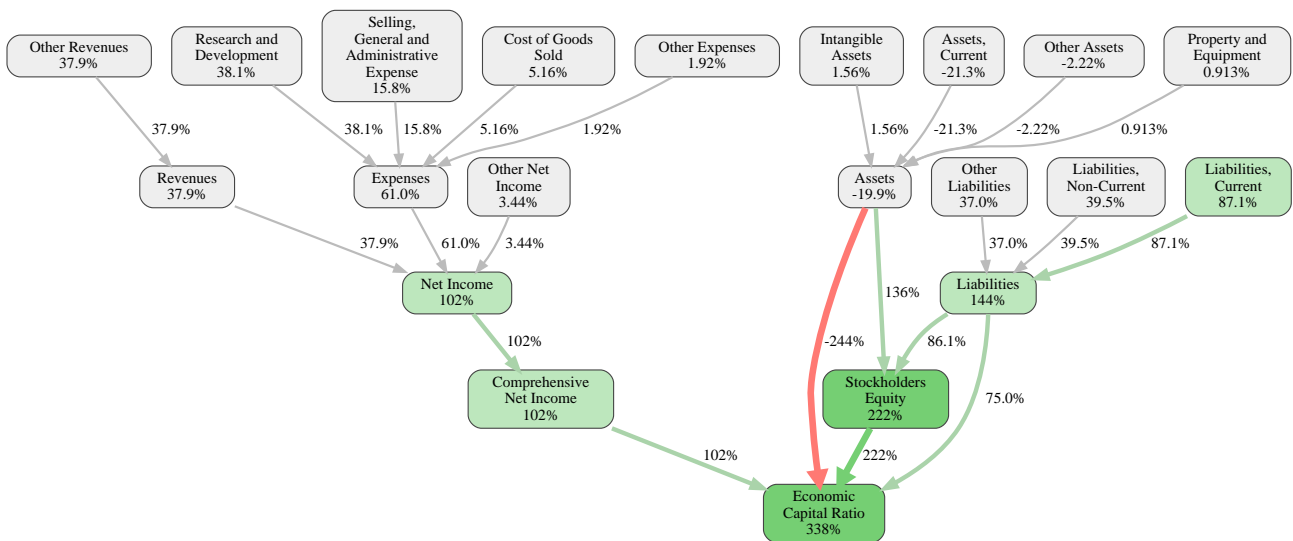 Other Revenues
37.9%
Research and
Development
38.1%
Selling,
General and
Administrative
Expense
15.8%
Cost of Goods
Sold
5.16%
Other Expenses
1.92%
Intangible
Assets
1.56%
Assets,
Current
-21.3%
Other Assets
-2.22%
Property and
Equipment
0.913%
37.9%
38.1%
15.8%
5.16%
1.92%
1.56%
-21.3%
-2.22%
0.913%
Revenues
37.9%
Expenses
61.0%
Other Net
Income
3.44%
Assets
-19.9%
Other
Liabilities
37.0%
Liabilities,
Non-Current
39.5%
Liabilities,
Current
87.1%
37.9%
61.0%
3.44%
37.0%
39.5%
87.1%
Net Income
102%
136%
Liabilities
144%
102%
-244%
86.1%
Comprehensive
Net Income
102%
Stockholders
Equity
222%
75.0%
102%
222%
Economic
Capital Ratio
338%